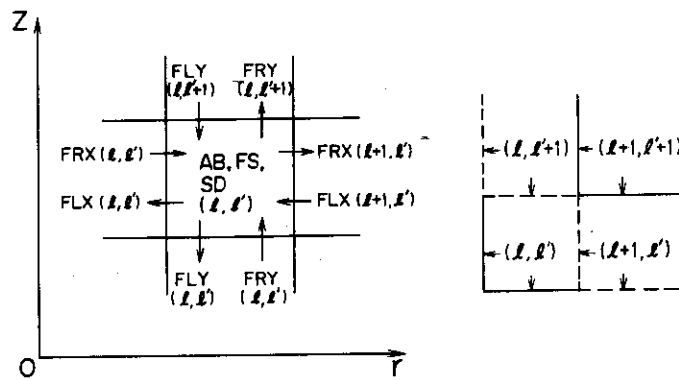 Z
FLY FRY
(ℓ,ℓ'+1) (ℓ,ℓ'+1)
FRX(ℓ,ℓ') AB, FS, FRX(ℓ+1,ℓ')
SD
FLX(ℓ,ℓ') (ℓ,ℓ') FLX(ℓ+1,ℓ')
FLY FRY
(ℓ,ℓ') (ℓ,ℓ')
O r
(ℓ,ℓ'+1) (ℓ+1,ℓ'+1)
(ℓ,ℓ') (ℓ+1,ℓ')